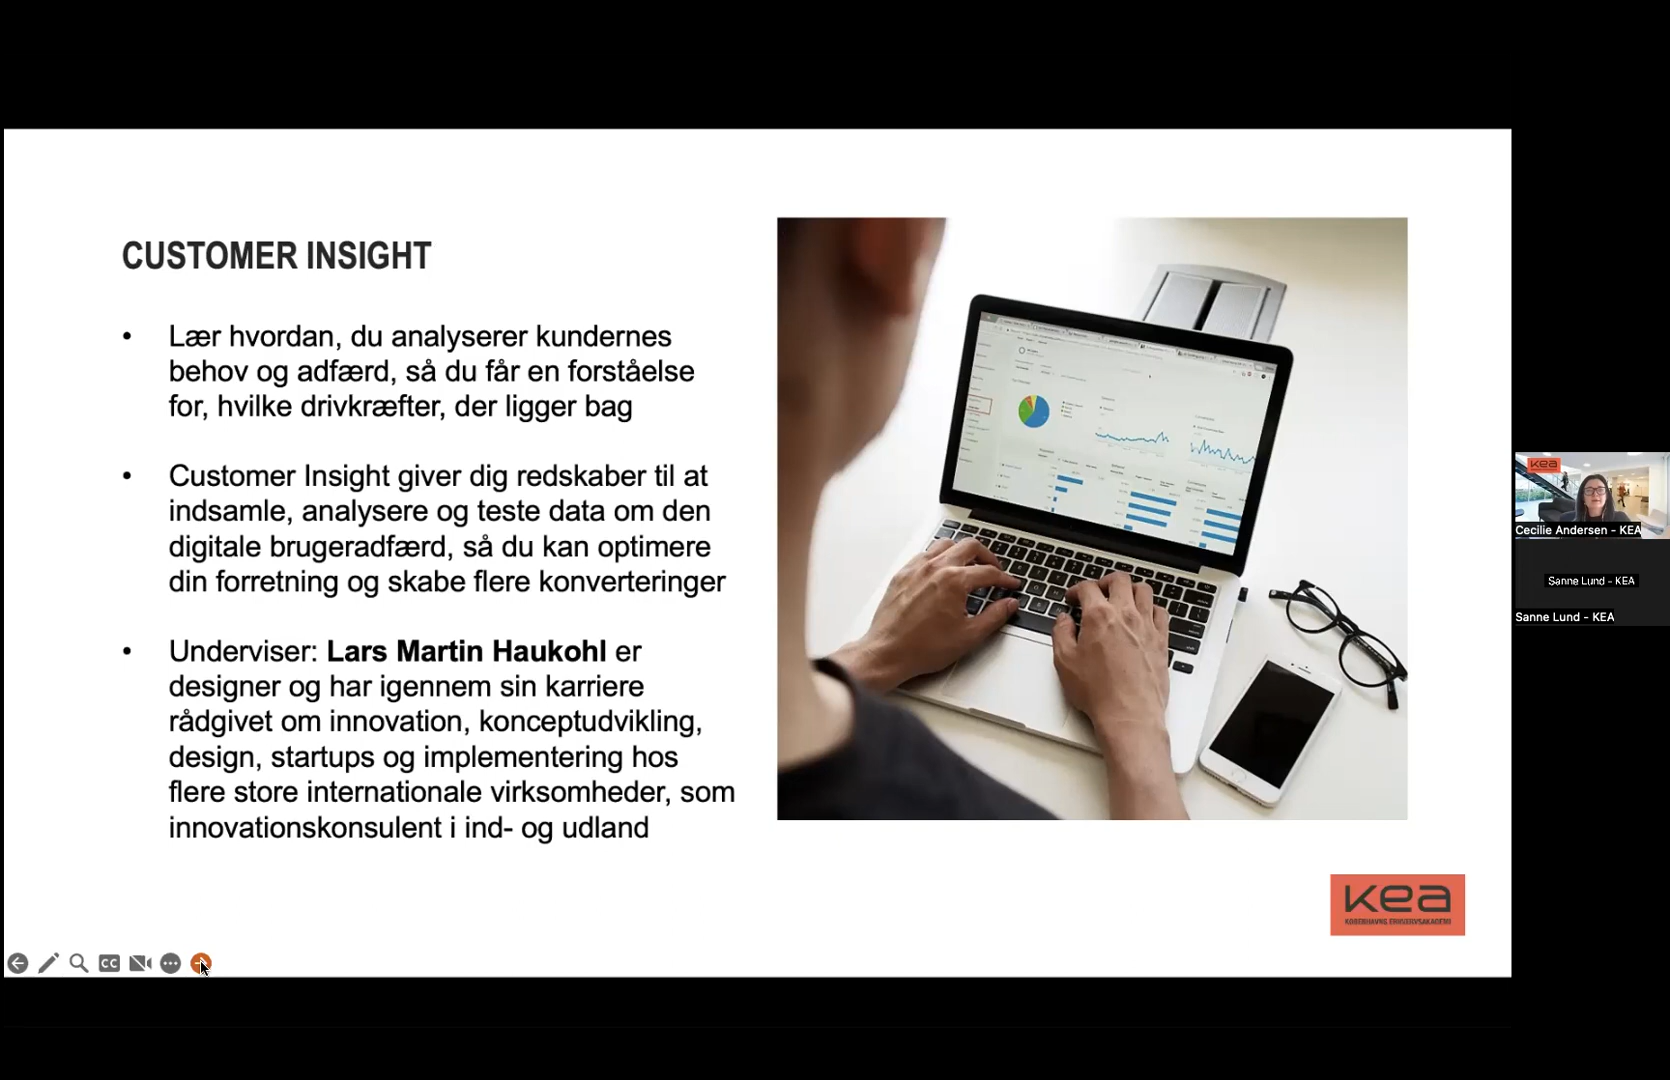 CUSTOMER INSIGHT
• Lær hvordan, du analyserer kundernes
behov og adfærd, så du får en forståelse
for, hvilke drivkræfter, der ligger bag
• Customer Insight giver dig redskaber til at
indsamle, analysere og teste data om den
digitale brugeradfærd, så du kan optimere
din forretning og skabe flere konverteringer
• Underviser: Lars Martin Haukohl er
designer og har igennem sin karriere
rådgivet om innovation, konceptudvikling,
design, startups og implementering hos
flere store internationale virksomheder, som
innovationskonsulent i ind- og udland
kea
KØBENHAVNS ERHVERVSAKADEMI
CC
kea
Cecilie Andersen - KEA
Sanne Lund - KEA
Sanne Lund - KEA